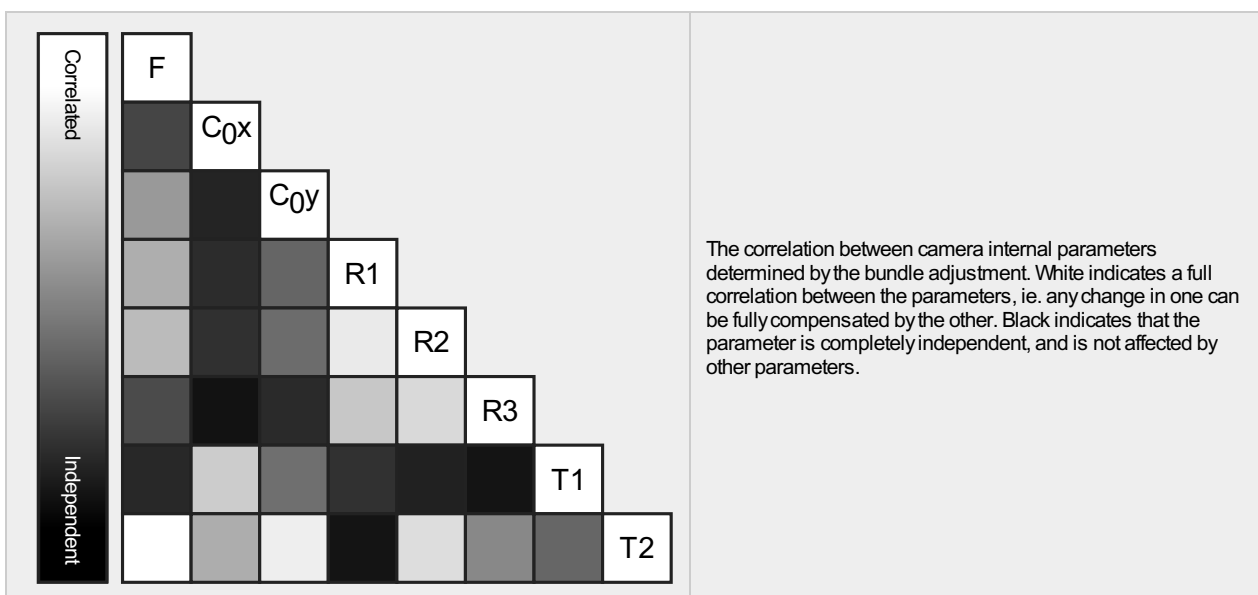 Correlated
Independent
F
C0x
C0y
R1
R2
R3
T1
T2
The correlation between camera internal parameters
determined by the bundle adjustment. White indicates a full
correlation between the parameters, ie. any change in one can
be fully compensated by the other. Black indicates that the
parameter is completely independent, and is not affected by
other parameters.